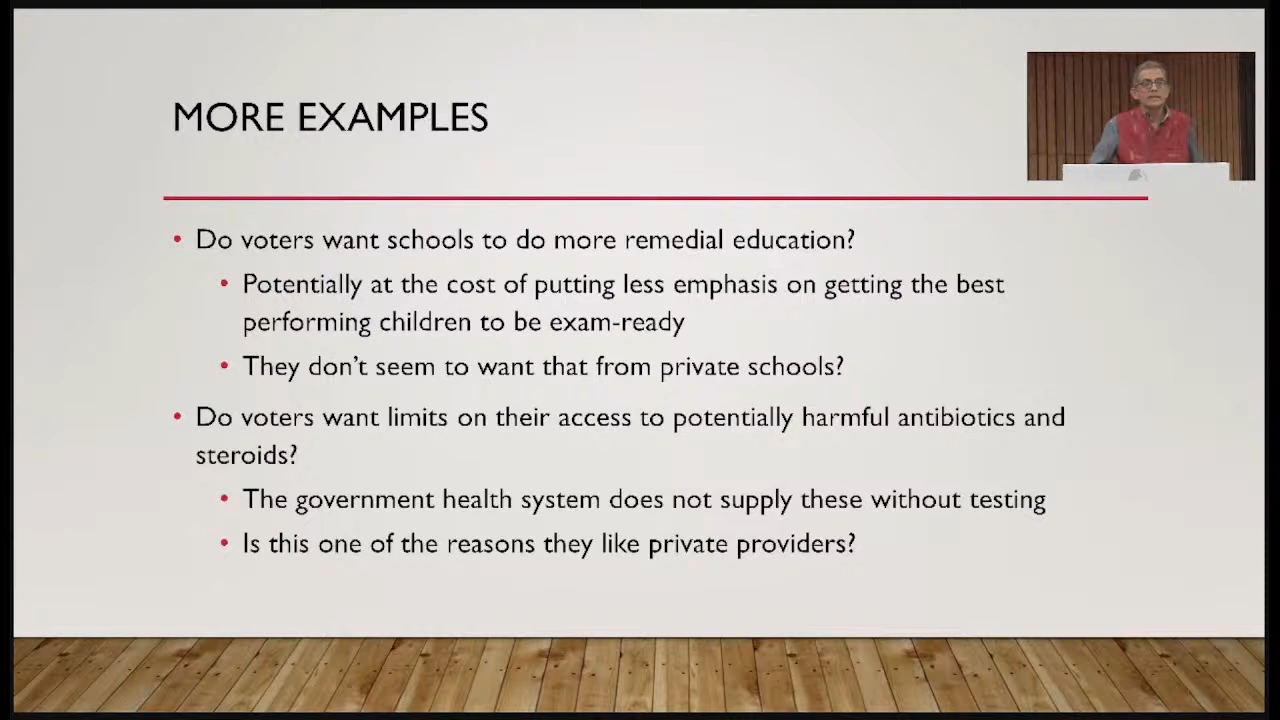 MORE EXAMPLES
• Do voters want schools to do more remedial education?
• Potentially at the cost of putting less emphasis on getting the best
performing children to be exam-ready
• They don’t seem to want that from private schools?
• Do voters want limits on their access to potentially harmful antibiotics and
steroids?
• The government health system does not supply these without testing
• Is this one of the reasons they like private providers?